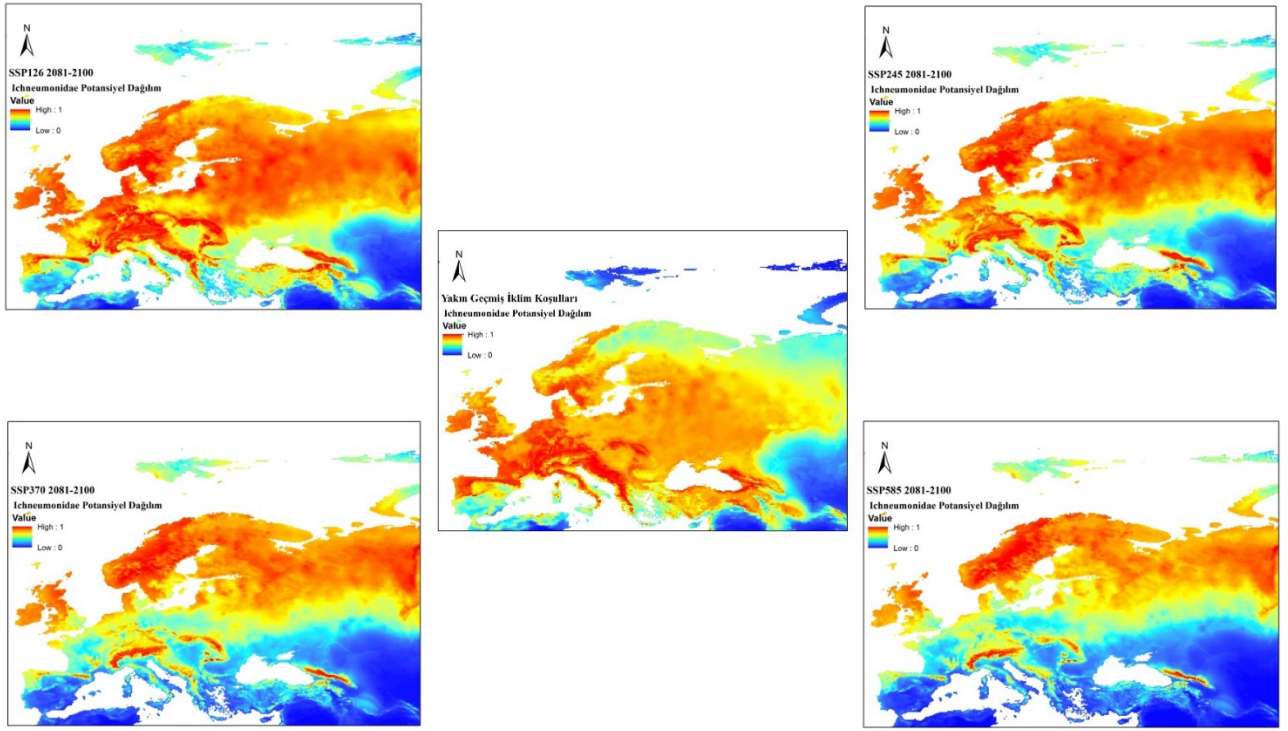 N
SSP126 2081-2100
Ichneumonidae Potansiyel Dağılım
Value
High : 1
Low : 0
N
SSP245 2081-2100
Ichneumonidae Potansiyel Dağılım
Value
High : 1
Low : 0
N
Yakın Geçmiş İklim Koşulları
Ichneumonidae Potansiyel Dağılım
Value
High : 1
Low : 0
N
SSP370 2081-2100
Ichneumonidae Potansiyel Dağılım
Value
High : 1
Low : 0
N
SSP585 2081-2100
Ichneumonidae Potansiyel Dağılım
Value
High : 1
Low : 0